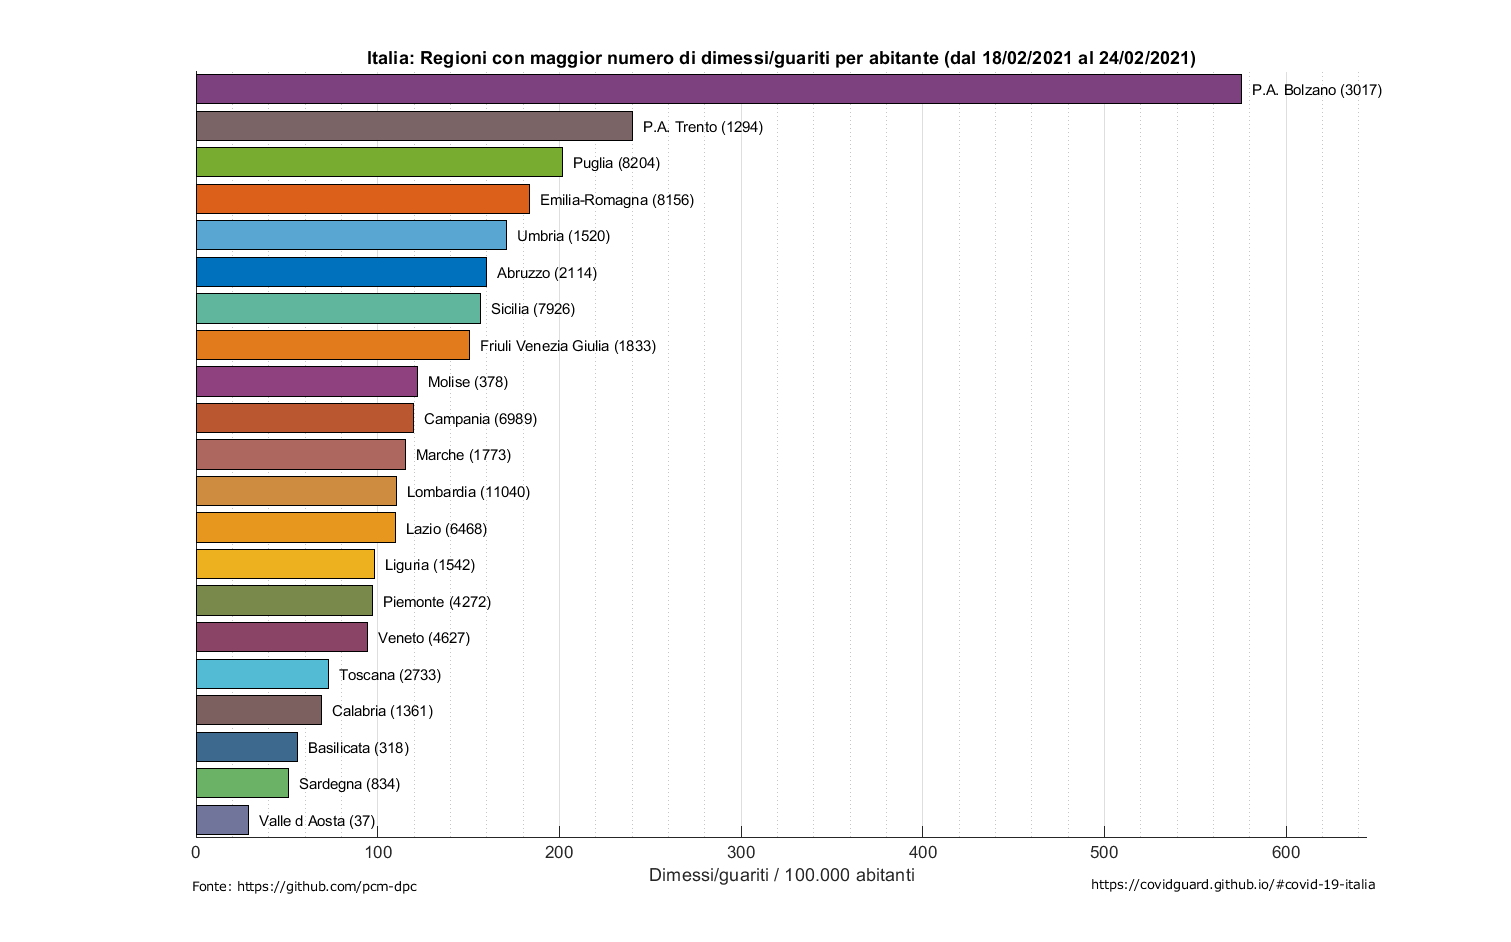 Italia: Regioni con maggior numero di dimessi/guariti per abitante (dal 18/02/2021 al 24/02/2021)
P.A. Bolzano (3017)
P.A. Trento (1294)
Puglia (8204)
Emilia-Romagna (8156)
Umbria (1520)
Abruzzo (2114)
Sicilia (7926)
Friuli Venezia Giulia (1833)
Molise (378)
Campania (6989)
Marche (1773)
Lombardia (11040)
Lazio (6468)
Liguria (1542)
Piemonte (4272)
Veneto (4627)
Toscana (2733)
Calabria (1361)
Basilicata (318)
Sardegna (834)
Valle d Aosta (37)
0 100 200 300 400 500 600
Dimessi/guariti / 100.000 abitanti
Fonte: https://github.com/pcm-dpc
https://covidguard.github.io/#covid-19-italia